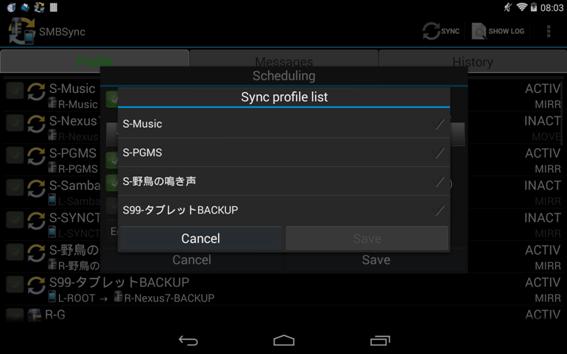 08:03
SMBSync
SYNC
SHOW LOG
Messages
History
Scheduling
Sync profile list
S-Music
S-PGMS
S-野鳥の鳴き声
S99-タブレットBACKUP
Cancel
Save
Cancel
Save
S-Music
ACTIV
R-Music
MIRR
S-Nexus7
INACT
R-Nexus
MOVE
S-PGMS
ACTIV
R-PGMS
MIRR
S-Samba
INACT
L-Samba
MIRR
S-SYNCT
INACT
L-SYNCT
MIRR
S-野鳥の
ACTIV
R-野鳥の
MIRR
S99-タブレットBACKUP
ACTIV
L-ROOT → R-Nexus7-BACKUP
MIRR
R-G
ACTIV